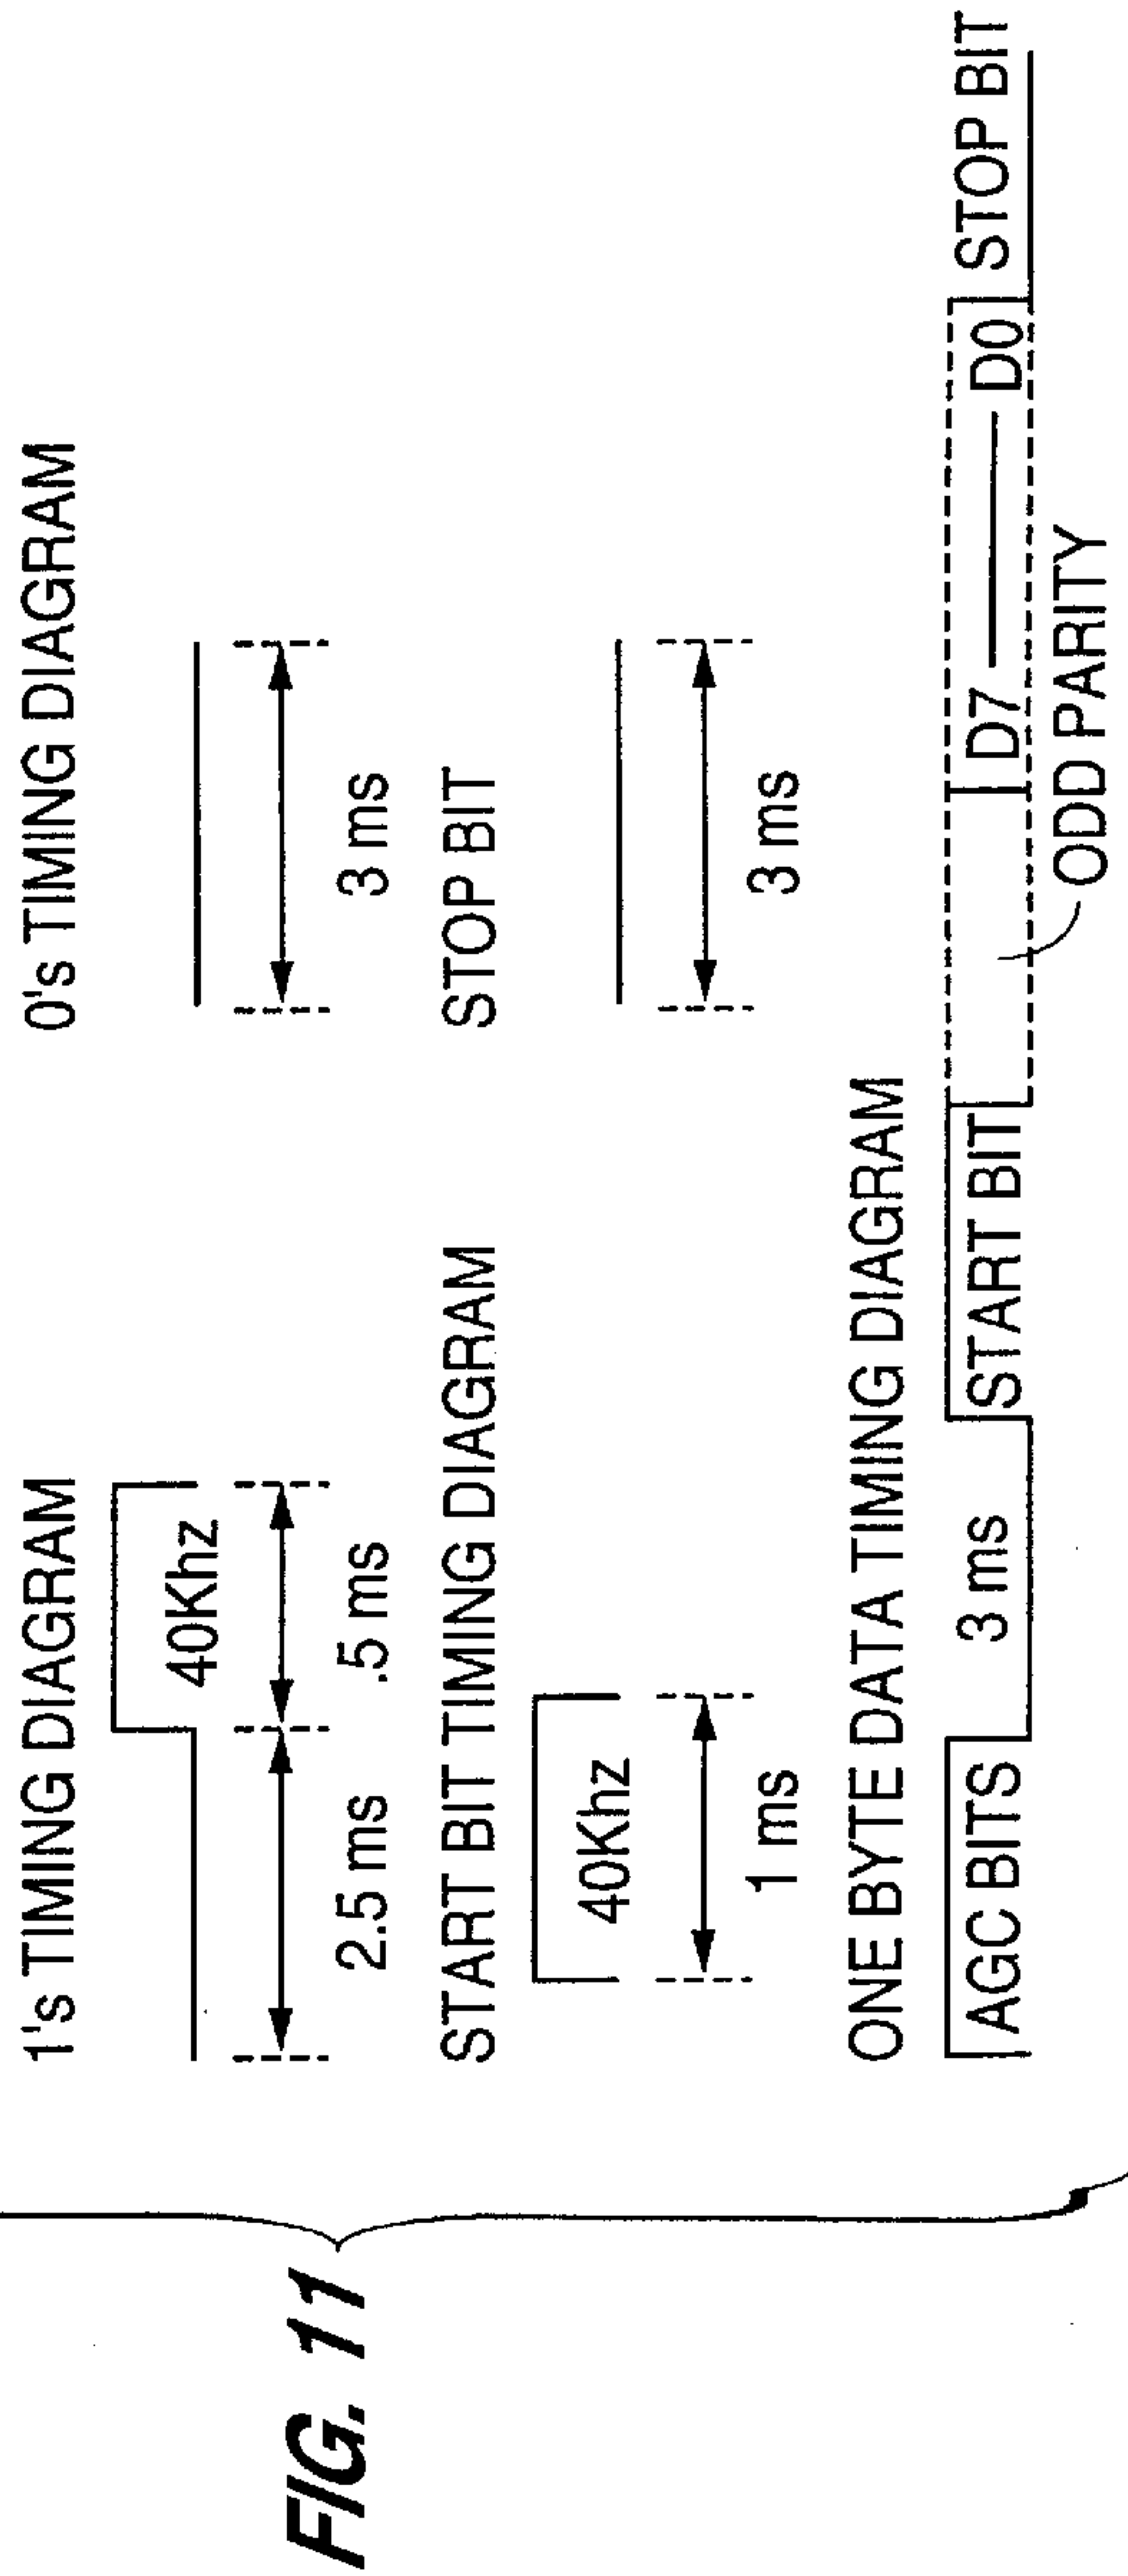 FIG. 11
1's TIMING DIAGRAM
0's TIMING DIAGRAM
40Khz
2.5 ms
.5 ms
3 ms
START BIT TIMING DIAGRAM
STOP BIT
40Khz
1 ms
3 ms
ONE BYTE DATA TIMING DIAGRAM
AGC BITS
3 ms
START BIT
D7
D0
STOP BIT
ODD PARITY